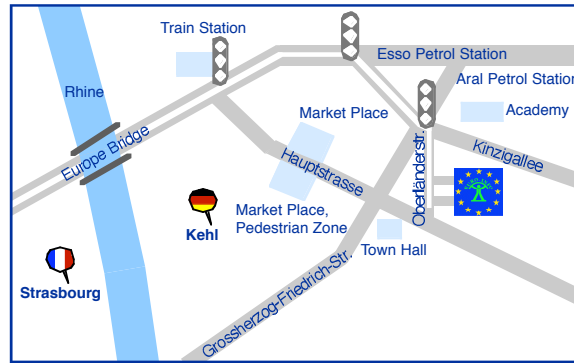 Train Station
Esso Petrol Station
Rhine
Aral Petrol Station
Market Place
Academy
Europe Bridge
Kinzigallee
Hauptstrasse
Oberländerstr.
Market Place,
Pedestrian Zone
Kehl
Town Hall
Strasbourg
Grossherzog-Friedrich-Str.